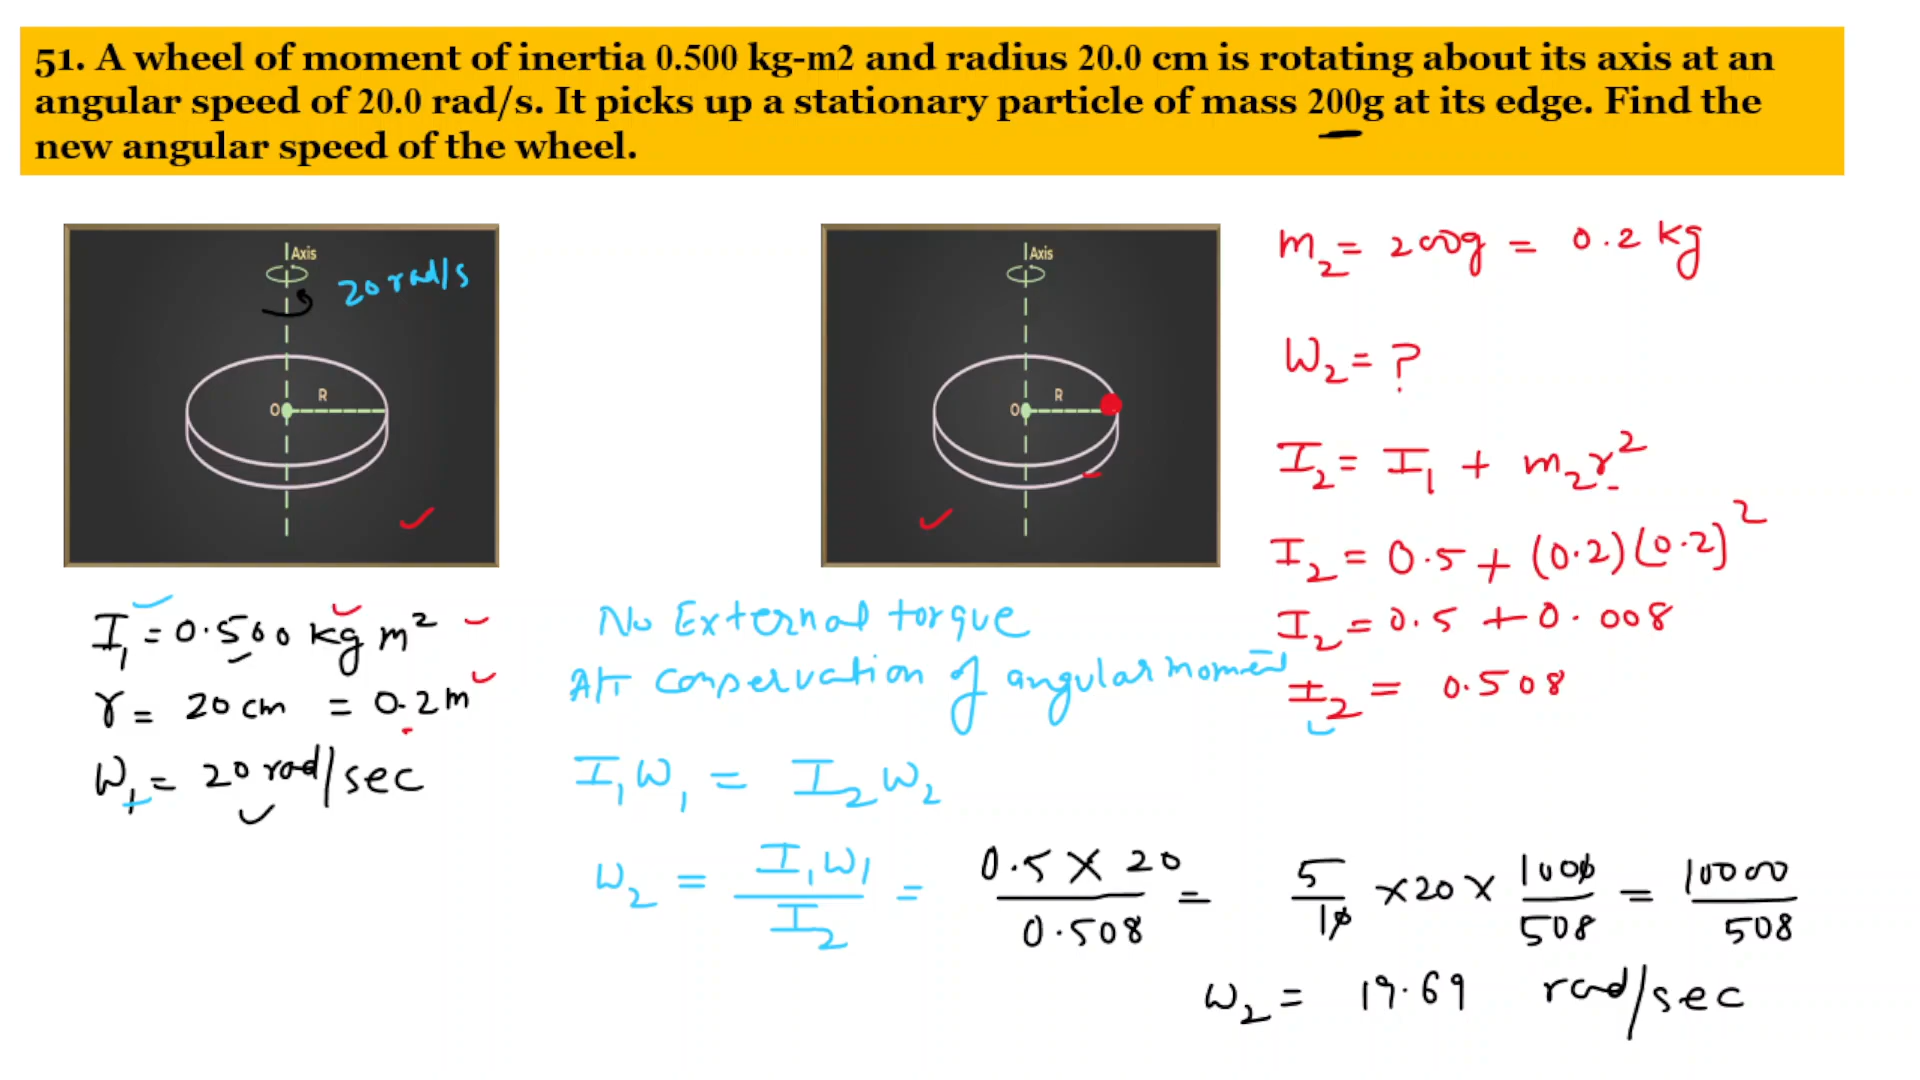 51. A wheel of moment of inertia 0.500 kg-m2 and radius 20.0 cm is rotating about its axis at an
angular speed of 20.0 rad/s. It picks up a stationary particle of mass 200g at its edge. Find the
new angular speed of the wheel.
Axis
20 rad/s
R
O
Axis
R
O
m₂ = 200g = 0.2 kg
W₂ = ?
I₂ = I₁ + m₂r²
I₂ = 0.5 + (0.2)(0.2)²
I₂ = 0.5 + 0.008
I₂ = 0.508
I₁ = 0.500 kg m²
r = 20 cm = 0.2 m
W₁ = 20 rad/sec
No External torque
A/T conservation of angular moment
I₁W₁ = I₂W₂
W₂ = I₁W₁/I₂ = 0.5 × 20/0.508 = 5/10 × 20 × 1000/508 = 10000/508
W₂ = 19.69 rad/sec